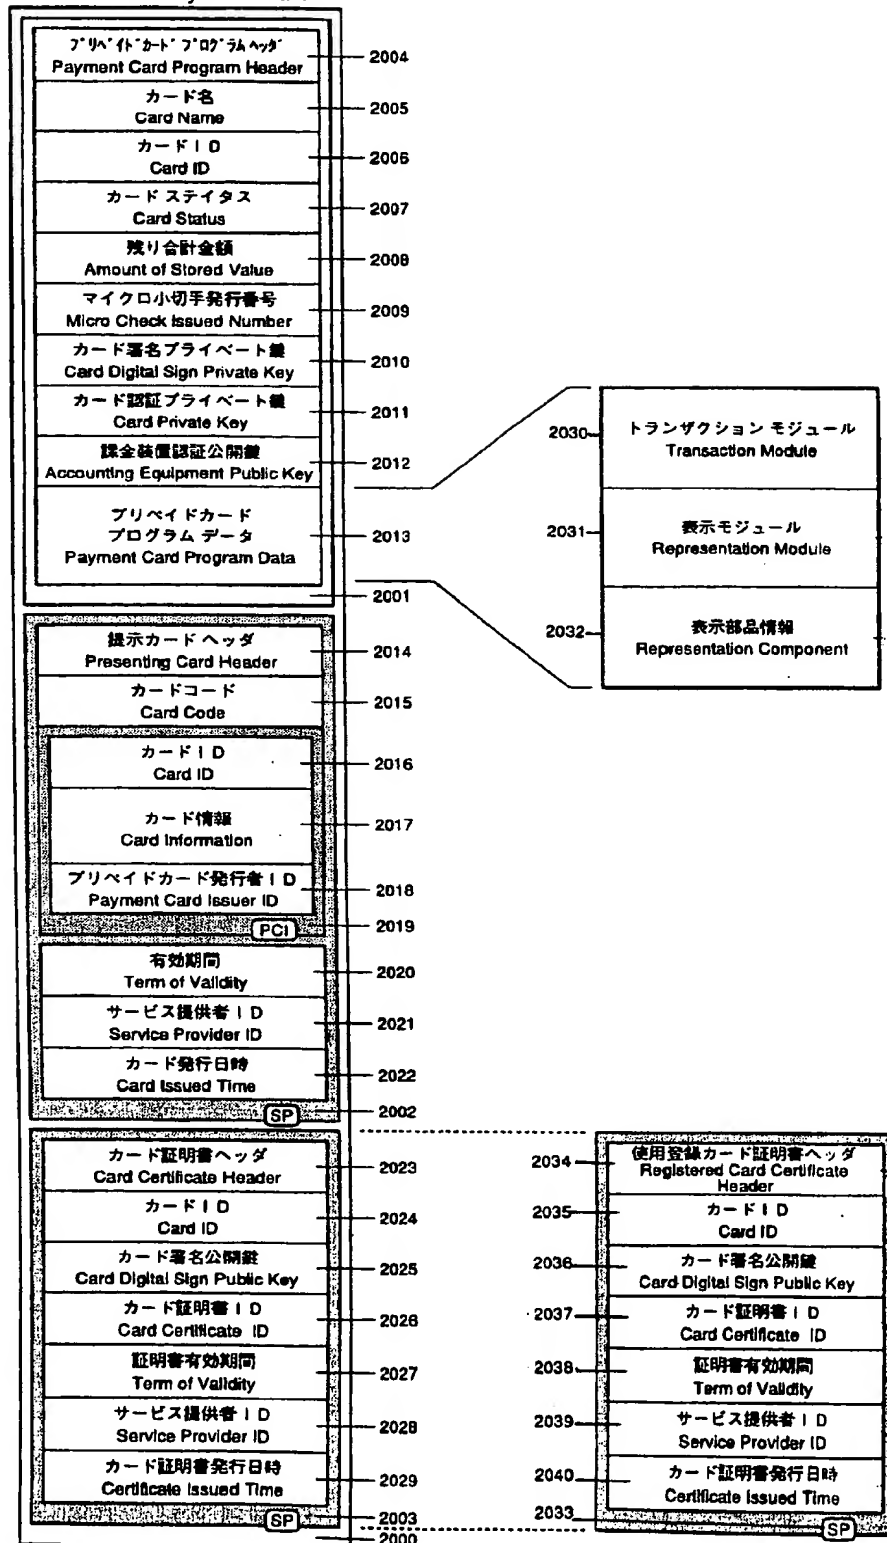 プリペイドカード プログラムヘッダ
Payment Card Program Header
2004
カード名
Card Name
2005
カードID
Card ID
2006
カード ステイタス
Card Status
2007
残り合計金額
Amount of Stored Value
2008
マイクロ小切手発行番号
Micro Check Issued Number
2009
カード署名プライベート鍵
Card Digital Sign Private Key
2010
カード認証プライベート鍵
Card Private Key
2011
課金装置認証公開鍵
Accounting Equipment Public Key
2012
プリペイドカード
プログラム データ
Payment Card Program Data
2013
2001
2030
トランザクション モジュール
Transaction Module
2031
表示モジュール
Representation Module
2032
表示部品情報
Representation Component
提示カード ヘッダ
Presenting Card Header
2014
カードコード
Card Code
2015
カードID
Card ID
2016
カード情報
Card Information
2017
プリペイドカード発行者ID
Payment Card Issuer ID
2018
PCI
2019
有効期間
Term of Validity
2020
サービス提供者ID
Service Provider ID
2021
カード発行日時
Card Issued Time
2022
SP
2002
カード証明書ヘッダ
Card Certificate Header
2023
カードID
Card ID
2024
カード署名公開鍵
Card Digital Sign Public Key
2025
カード証明書ID
Card Certificate ID
2026
証明書有効期間
Term of Validity
2027
サービス提供者ID
Service Provider ID
2028
カード証明書発行日時
Certificate Issued Time
2029
SP
2003
2000
2034
使用登録カード証明書ヘッダ
Registered Card Certificate
Header
2035
カードID
Card ID
2036
カード署名公開鍵
Card Digital Sign Public Key
2037
カード証明書ID
Card Certificate ID
2038
証明書有効期間
Term of Validity
2039
サービス提供者ID
Service Provider ID
2040
カード証明書発行日時
Certificate Issued Time
2033
SP